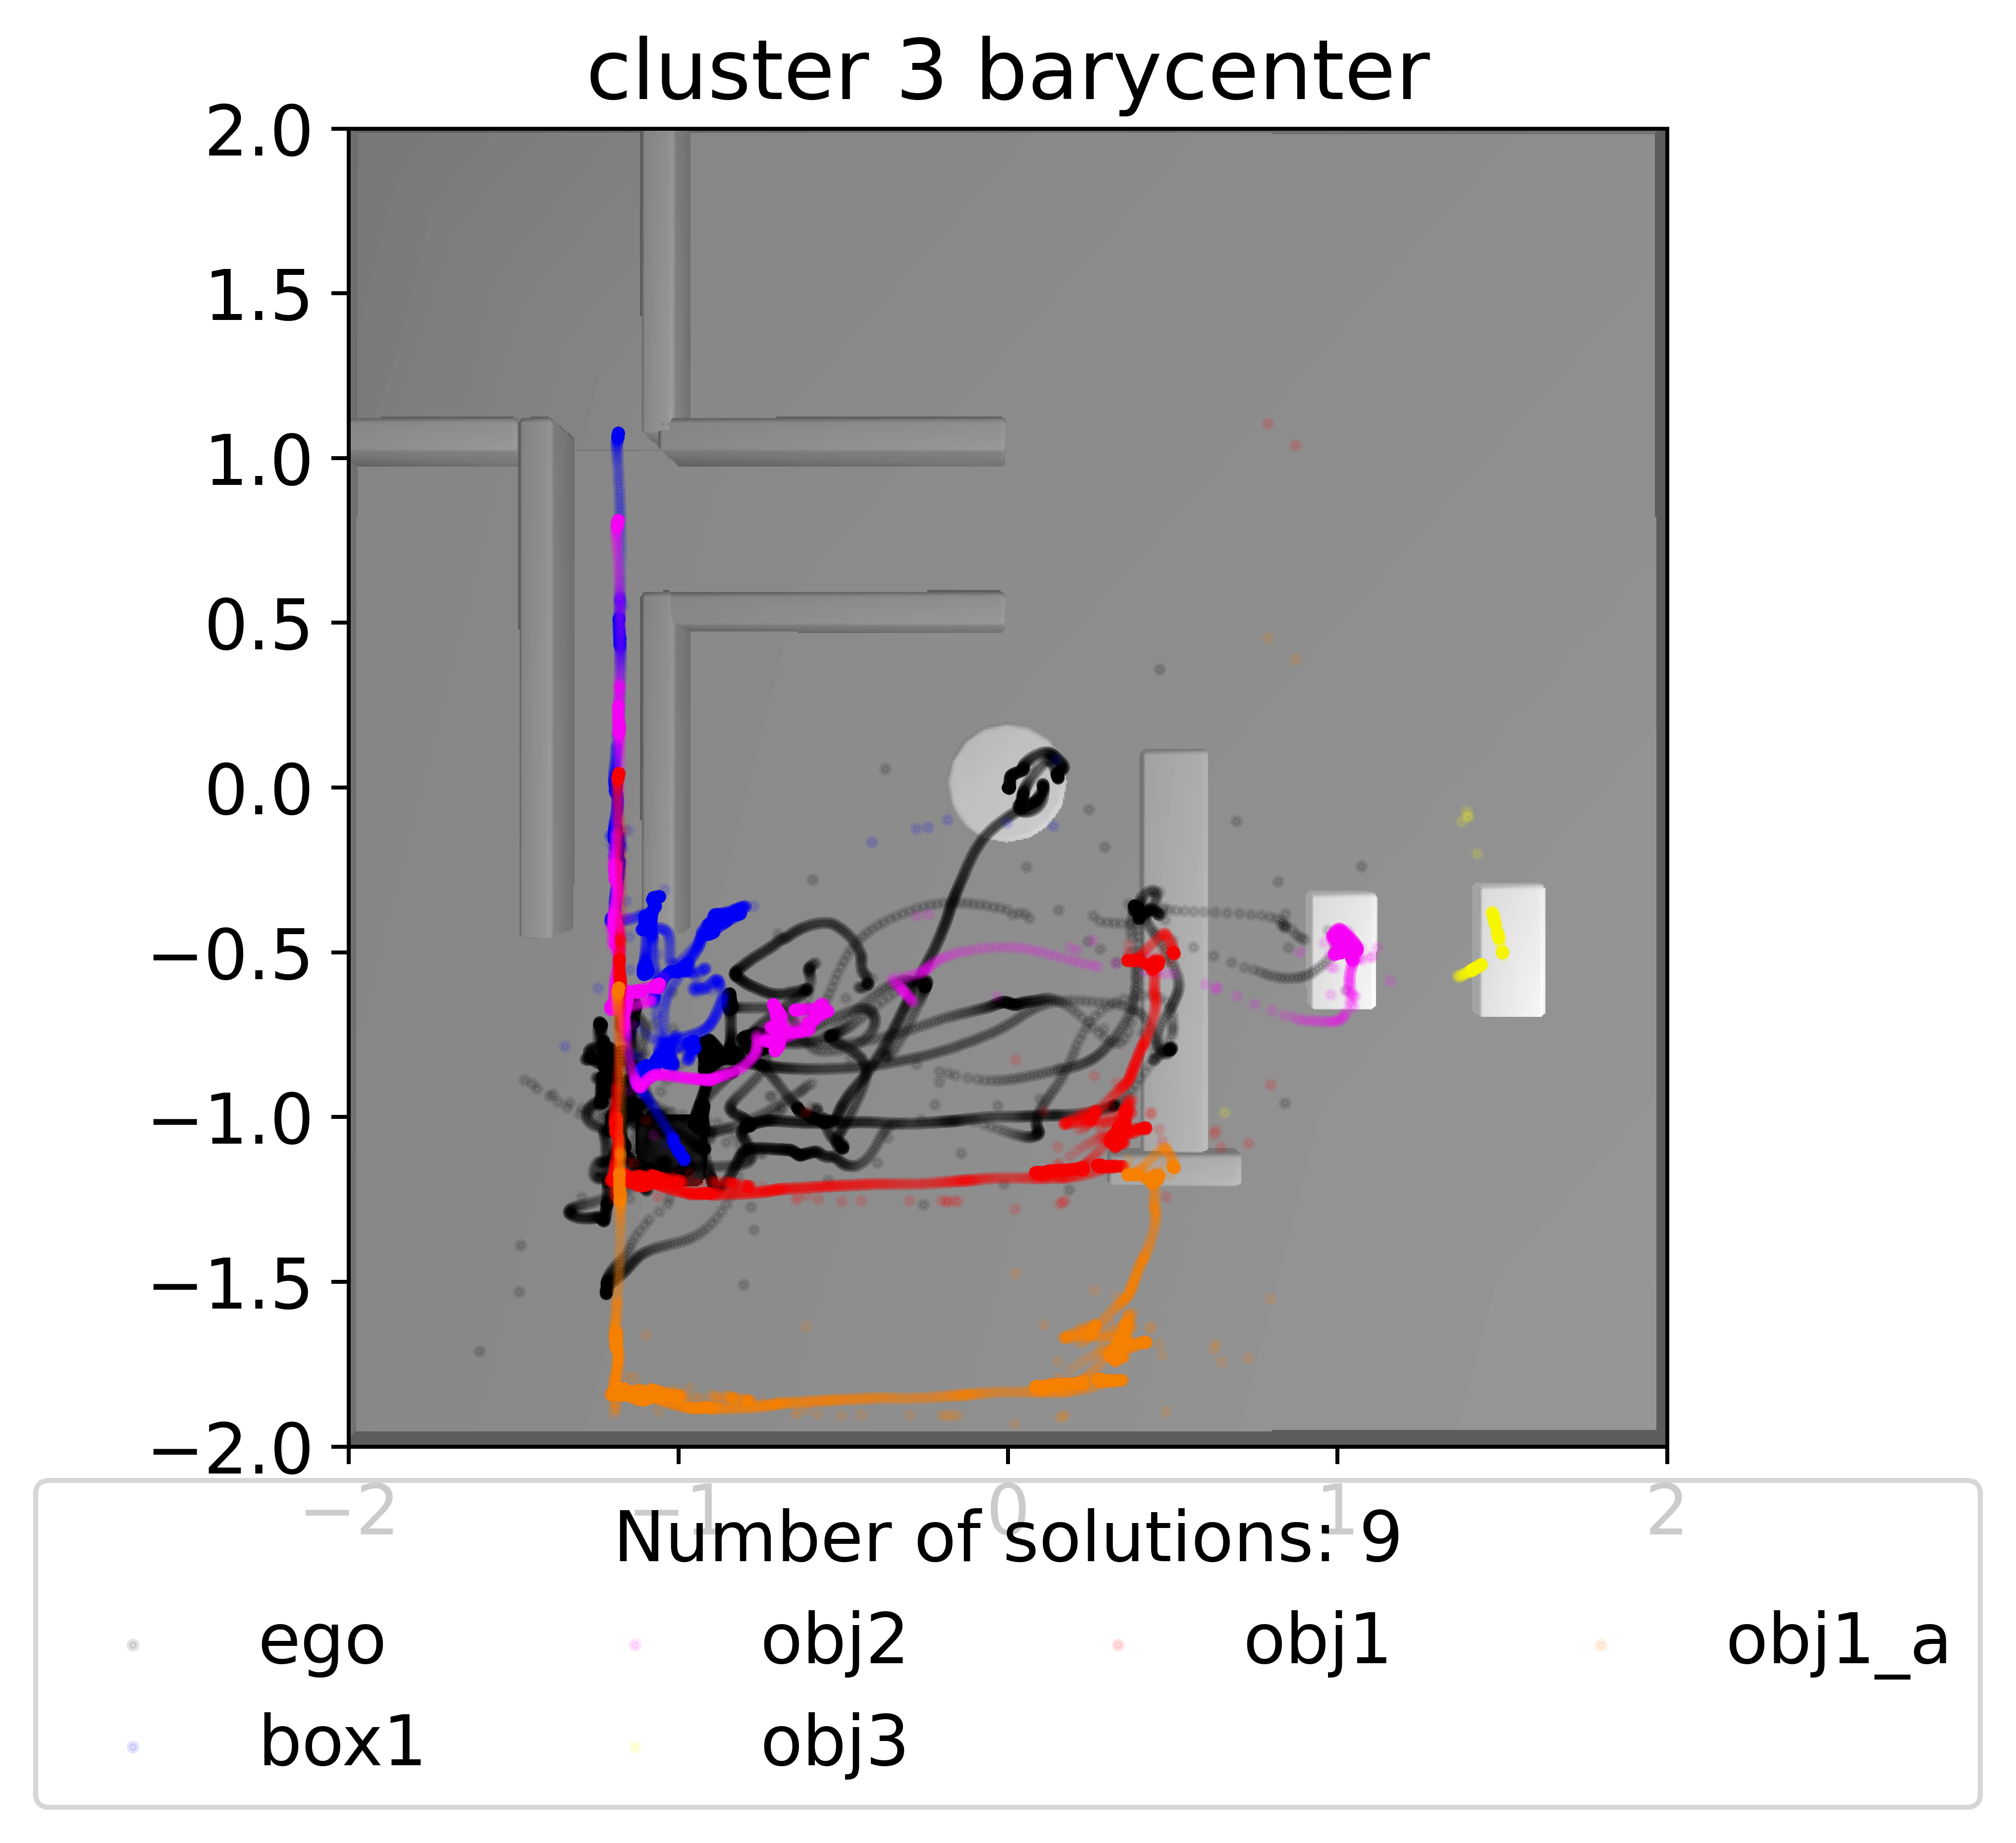 cluster 3 barycenter
2.0
1.5
1.0
0.5
0.0
−0.5
−1.0
−1.5
−2.0
−2 −1 0 1 2
Number of solutions: 9
ego obj2 obj1 obj1_a
box1 obj3